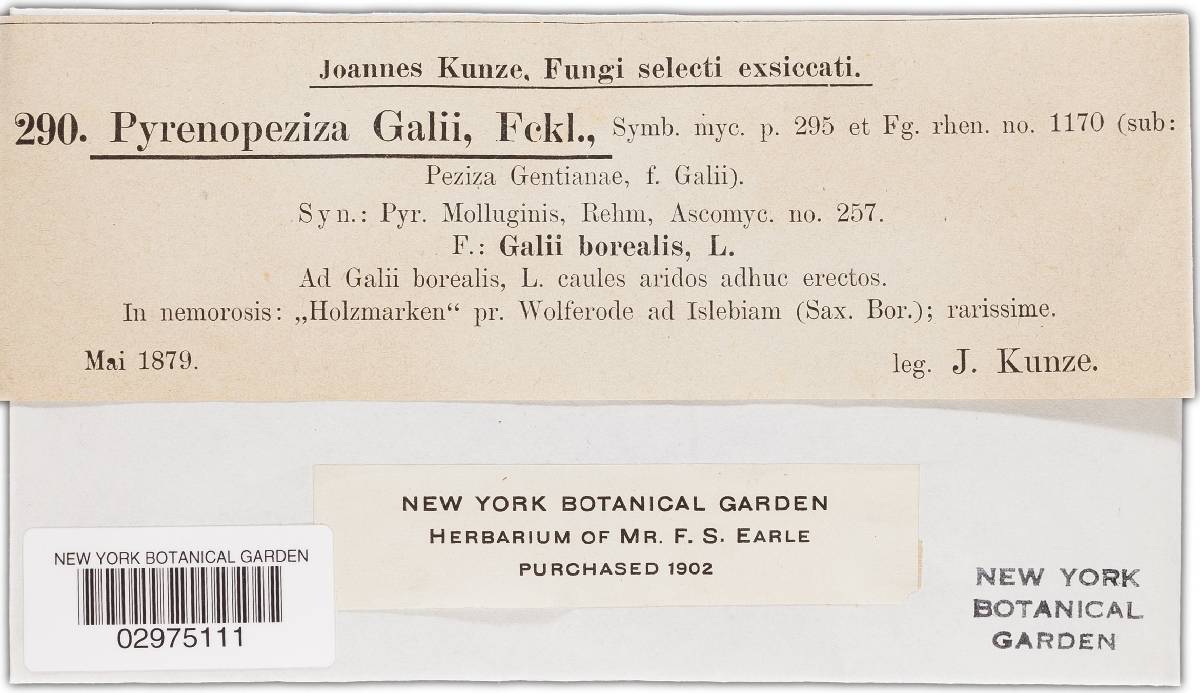 Joannes Kunze, Fungi selecti exsiccati.
290. Pyrenopeziza Galii, Fckl., Symb. myc. p. 295 et Fg. rhen. no. 1170 (sub:
Peziza Gentianae, f. Galii).
Syn.: Pyr. Molluginis, Rehm, Ascomyc. no. 257.
F.: Galii borealis, L.
Ad Galii borealis, L. caules aridos adhuc erectos.
In nemorosis: „Holzmarken“ pr. Wolferode ad Islebiam (Sax. Bor.); rarissime.
Mai 1879. leg. J. Kunze.
NEW YORK BOTANICAL GARDEN
HERBARIUM OF MR. F. S. EARLE
PURCHASED 1902
NEW YORK BOTANICAL GARDEN
02975111
NEW YORK
BOTANICAL
GARDEN